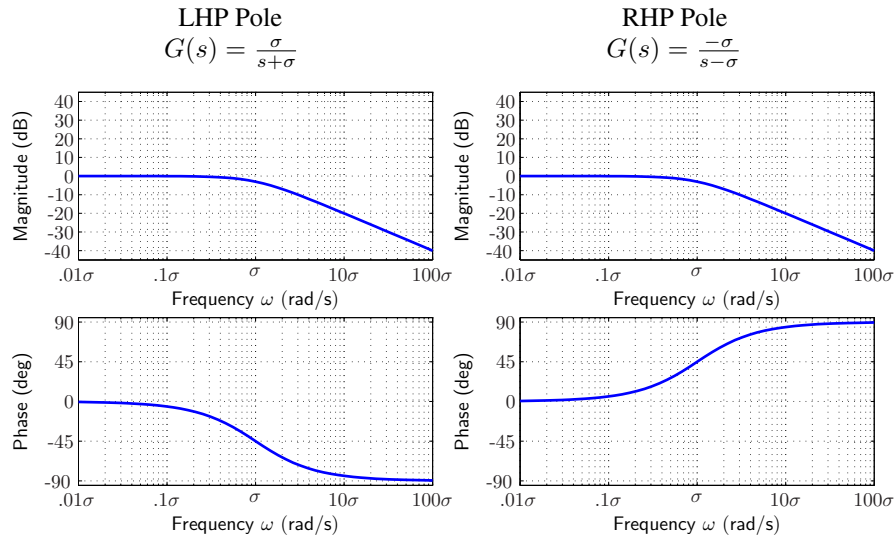 LHP Pole
G(s) = σ/(s+σ)
40
30
20
10
0
-10
-20
-30
-40
Magnitude (dB)
.01σ .1σ σ 10σ 100σ
Frequency ω (rad/s)
90
45
0
-45
-90
Phase (deg)
.01σ .1σ σ 10σ 100σ
Frequency ω (rad/s)
RHP Pole
G(s) = -σ/(s-σ)
40
30
20
10
0
-10
-20
-30
-40
Magnitude (dB)
.01σ .1σ σ 10σ 100σ
Frequency ω (rad/s)
90
45
0
-45
-90
Phase (deg)
.01σ .1σ σ 10σ 100σ
Frequency ω (rad/s)